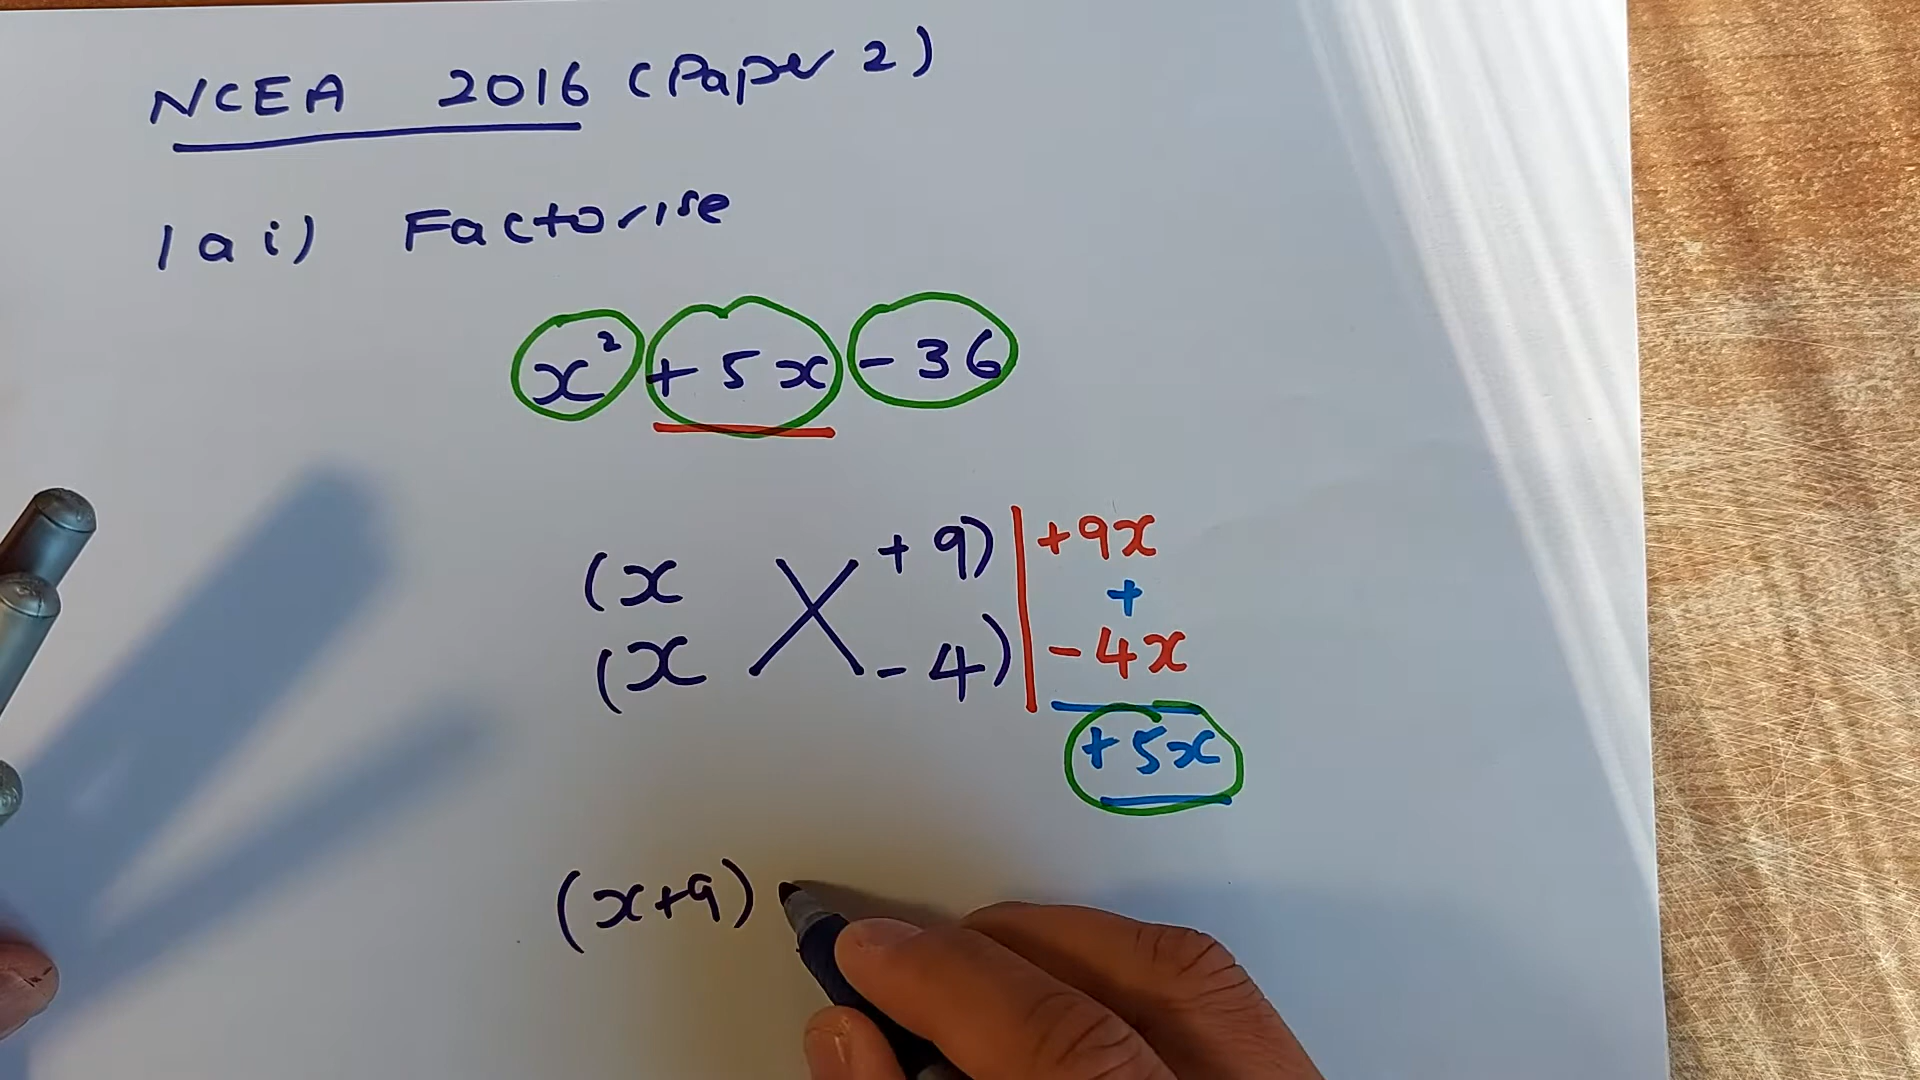 NCEA 2016 (Paper 2)
1 a i) Factorise
x² + 5x - 36
(x + 9) +9x
+
(x - 4) - 4x
+ 5x
(x+9)